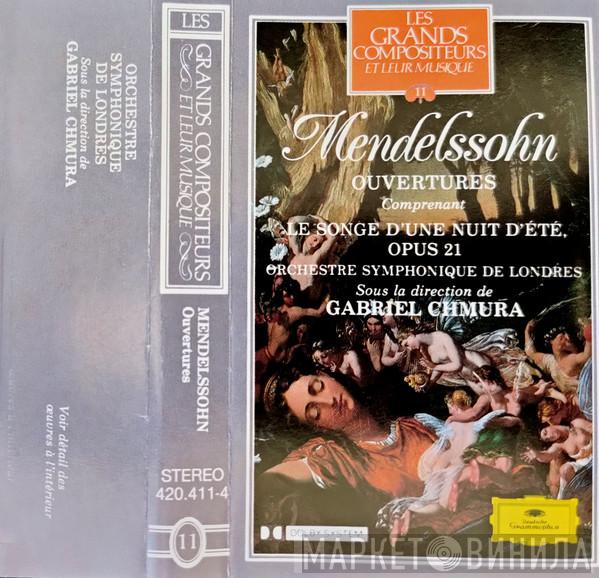 ORCHESTRE
SYMPHONIQUE
DE LONDRES
Sous la direction de
GABRIEL CHMURA
Voir détail des
œuvres à l'intérieur
LES
GRANDS COMPOSITEURS
ET LEUR MUSIQUE
MENDELSSOHN
Ouvertures
STEREO
420.411-4
11
LES
GRANDS
COMPOSITEURS
ET LEUR MUSIQUE
11
Mendelssohn
OUVERTURES
Comprenant
LE SONGE D'UNE NUIT D'ÉTÉ,
OPUS 21
ORCHESTRE SYMPHONIQUE DE LONDRES
Sous la direction de
GABRIEL CHMURA
DOLBY SYSTEM
Deutsche
Grammophon
МАРКЕТ ВИНИЛА